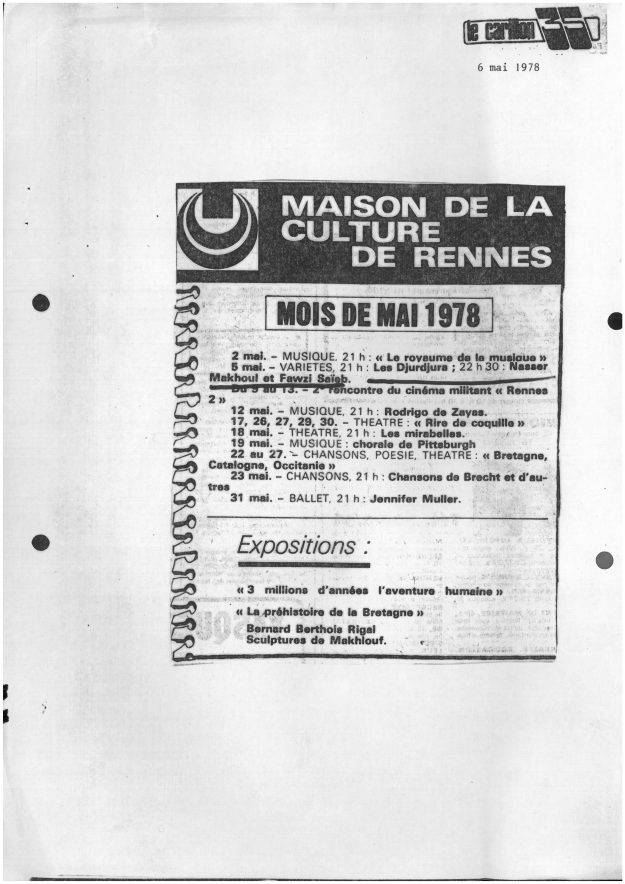 le carillon 35
6 mai 1978
MAISON DE LA
CULTURE
DE RENNES
MOIS DE MAI 1978
2 mai. – MUSIQUE, 21 h : « Le royaume de la musique »
5 mai. – VARIETES, 21 h : Les Djurdjura ; 22 h 30 : Nasser
Makhoul et Fawzi Saïeb.
Du 9 au 13. – 2e rencontre du cinéma militant « Rennes
2 »
12 mai. – MUSIQUE, 21 h : Rodrigo de Zayas.
17, 26, 27, 29, 30. – THEATRE : « Rire de coquille »
18 mai. – THEATRE, 21 h : Les mirabelles.
19 mai. – MUSIQUE : chorale de Pittsburgh
22 au 27. – CHANSONS, POESIE, THEATRE : « Bretagne,
Catalogne, Occitanie »
23 mai. – CHANSONS, 21 h : Chansons de Brecht et d'au-
tres
31 mai. – BALLET, 21 h : Jennifer Muller.
Expositions :
« 3 millions d'années l'aventure humaine »
« La préhistoire de la Bretagne »
Bernard Berthois Rigal
Sculptures de Makhlouf.